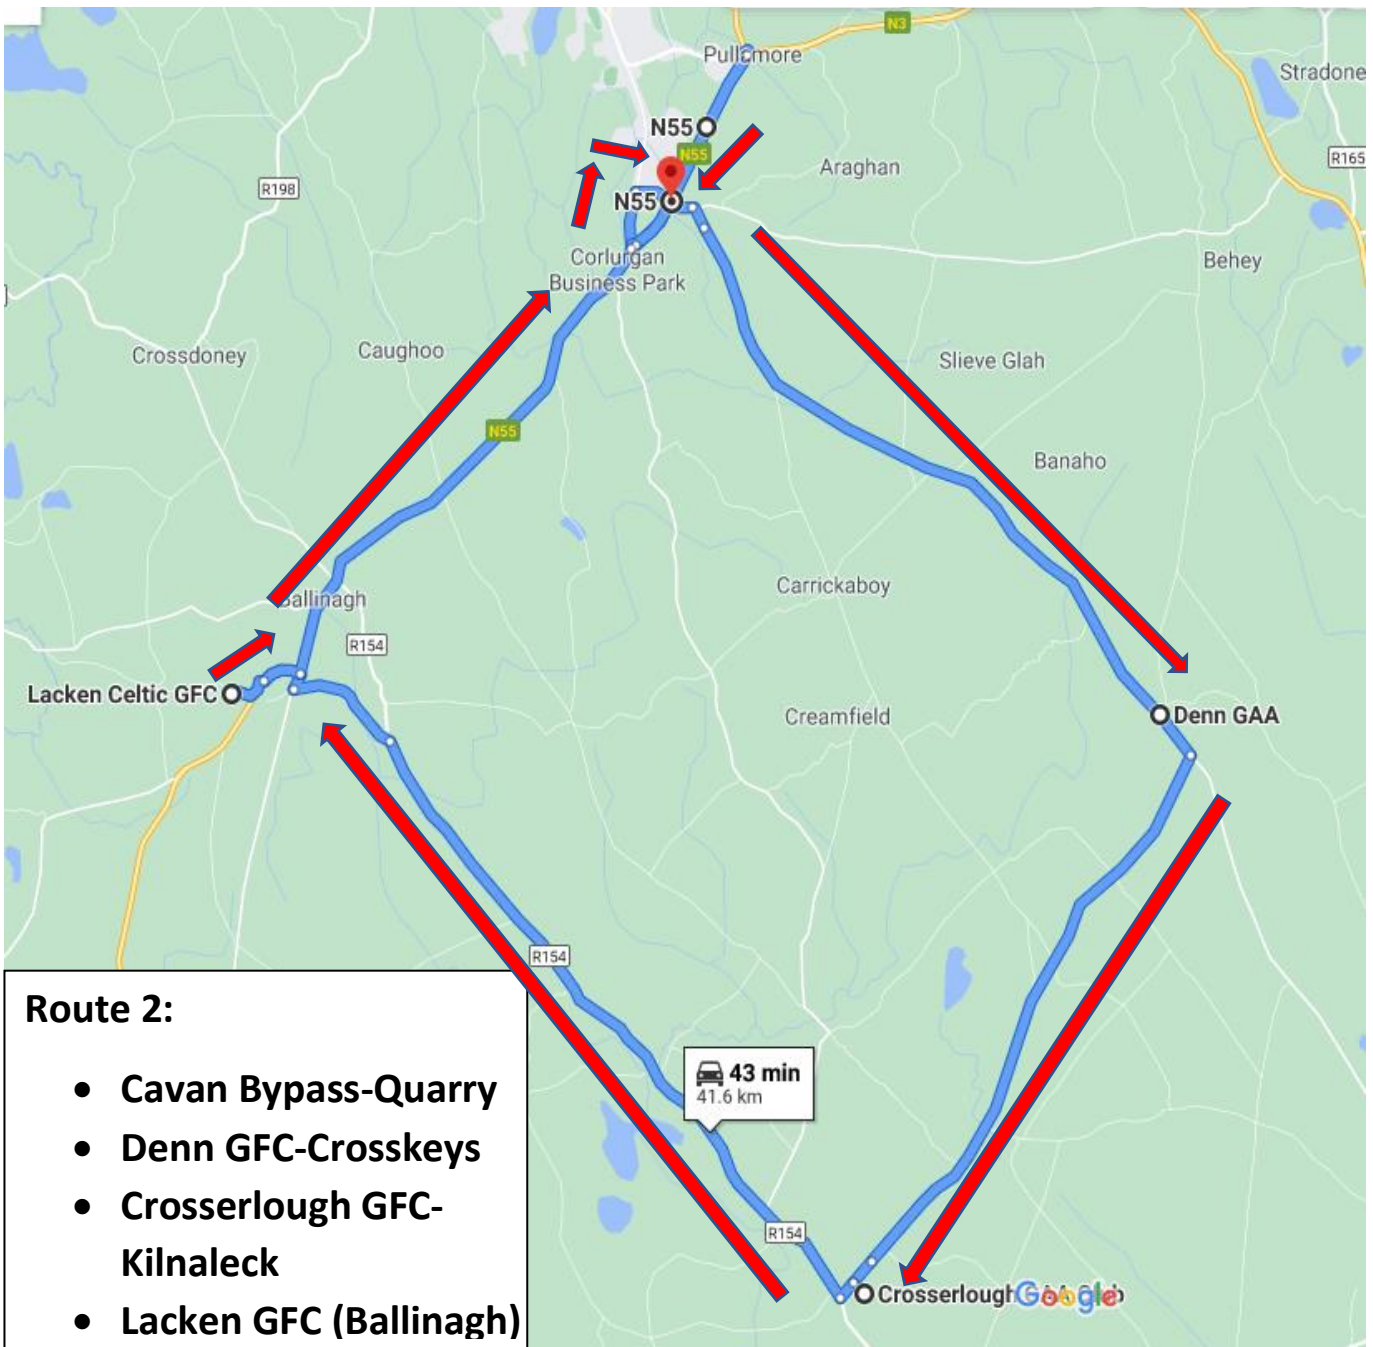 N3
Pullamore
Stradone
N55
N55
Araghan
R165
R198
N55
Corlurgan
Business Park
Behey
Crossdoney
Caughoo
Slieve Glah
N55
Banaho
Carrickaboy
Ballinagh
R154
Lacken Celtic GFC
Creamfield
Denn GAA
R154
Route 2:
• Cavan Bypass-Quarry
• Denn GFC-Crosskeys
• Crosserlough GFC-
Kilnaleck
• Lacken GFC (Ballinagh)
43 min
41.6 km
R154
Crosserlough
Google